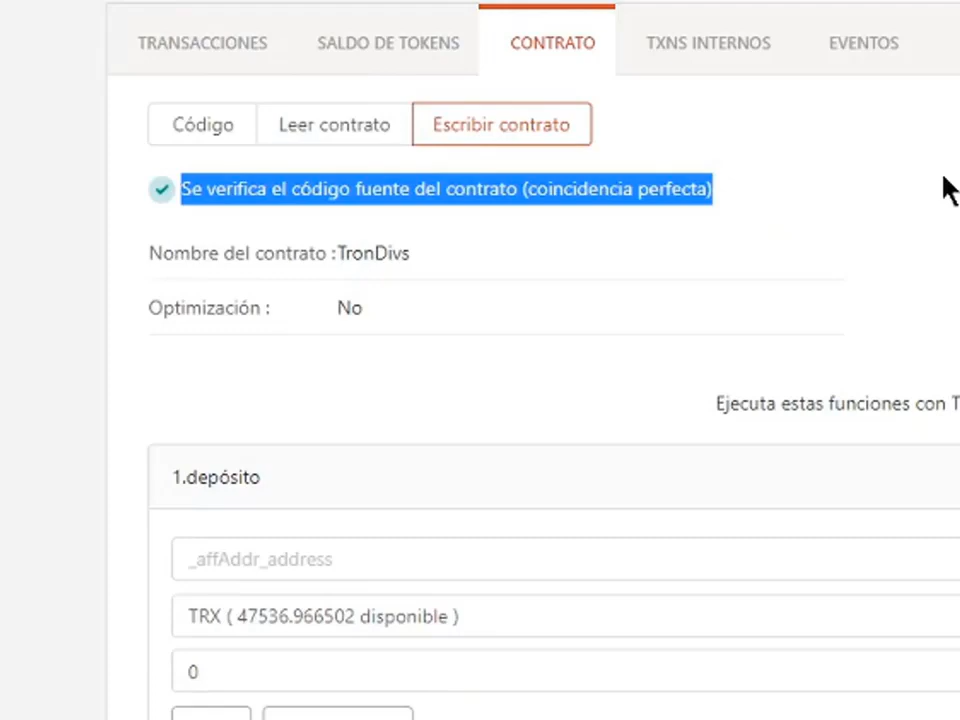 TRANSACCIONES SALDO DE TOKENS CONTRATO TXNS INTERNOS EVENTOS
Código Leer contrato Escribir contrato
Se verifica el código fuente del contrato (coincidencia perfecta)
Nombre del contrato :TronDivs
Optimización : No
Ejecuta estas funciones con T
1.depósito
_affAddr_address
TRX ( 47536.966502 disponible )
0